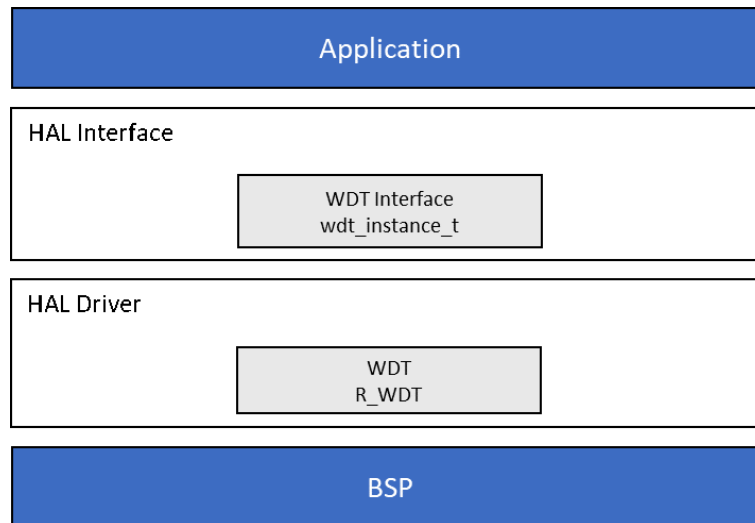 Application
HAL Interface
WDT Interface
wdt_instance_t
HAL Driver
WDT
R_WDT
BSP